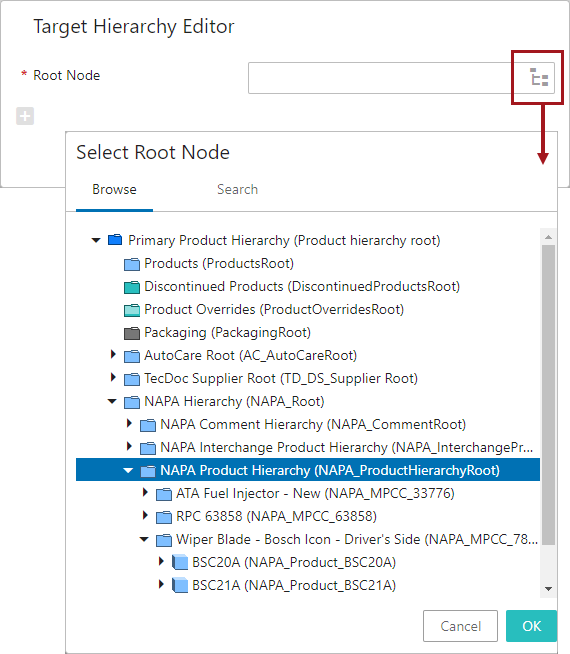 Target Hierarchy Editor
* Root Node
Select Root Node
Browse
Search
Primary Product Hierarchy (Product hierarchy root)
Products (ProductsRoot)
Discontinued Products (DiscontinuedProductsRoot)
Product Overrides (ProductOverridesRoot)
Packaging (PackagingRoot)
AutoCare Root (AC_AutoCareRoot)
TecDoc Supplier Root (TD_DS_Supplier Root)
NAPA Hierarchy (NAPA_Root)
NAPA Comment Hierarchy (NAPA_CommentRoot)
NAPA Interchange Product Hierarchy (NAPA_InterchangePr...
NAPA Product Hierarchy (NAPA_ProductHierarchyRoot)
ATA Fuel Injector - New (NAPA_MPCC_33776)
RPC 63858 (NAPA_MPCC_63858)
Wiper Blade - Bosch Icon - Driver's Side (NAPA_MPCC_78...
BSC20A (NAPA_Product_BSC20A)
BSC21A (NAPA_Product_BSC21A)
Cancel
OK